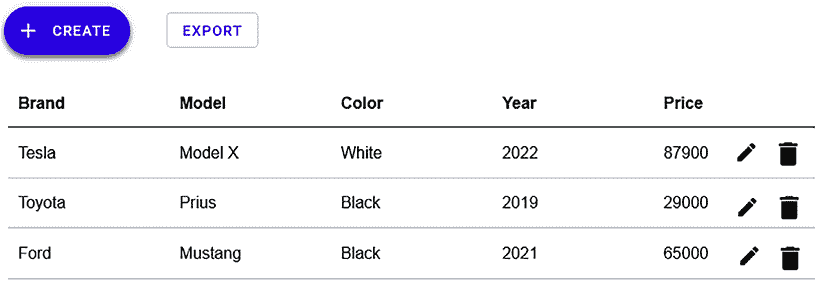 + CREATE EXPORT
Brand Model Color Year Price
Tesla Model X White 2022 87900
Toyota Prius Black 2019 29000
Ford Mustang Black 2021 65000